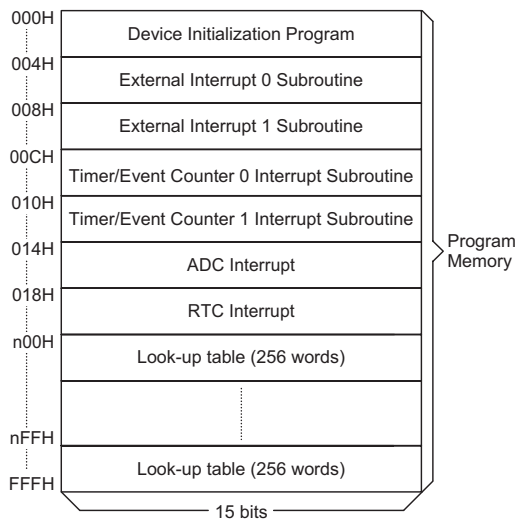 000H
Device Initialization Program
004H
External Interrupt 0 Subroutine
008H
External Interrupt 1 Subroutine
00CH
Timer/Event Counter 0 Interrupt Subroutine
010H
Timer/Event Counter 1 Interrupt Subroutine
014H
ADC Interrupt
Program
Memory
018H
RTC Interrupt
n00H
Look-up table (256 words)
nFFH
Look-up table (256 words)
FFFH
15 bits